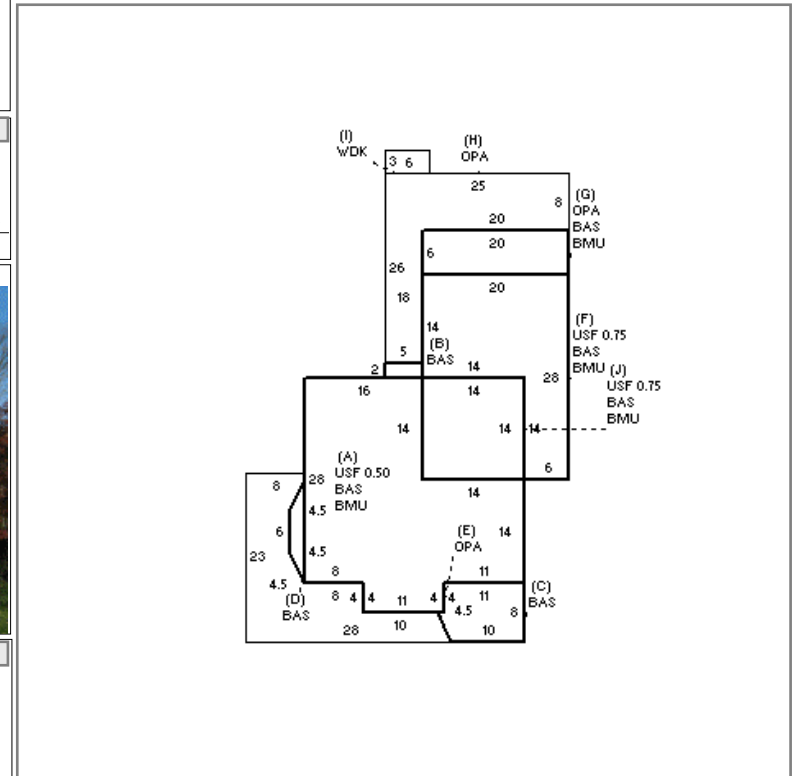 (I)
WDK
3 6
(H)
OPA
25
8
(G)
OPA
BAS
BMU
20
6
20
26
20
18
14
(F)
USF 0.75
BAS
BMU
(B)
BAS
5
2
14
28
(J)
USF 0.75
BAS
BMU
16
14
14
14
14
6
(A)
USF 0.50
BAS
BMU
28
8
14
4.5
6
14
(E)
OPA
23
4.5
8
11
4.5
8
4
4
11
4
4
11
(C)
BAS
(D)
BAS
4.5
8
28
10
10